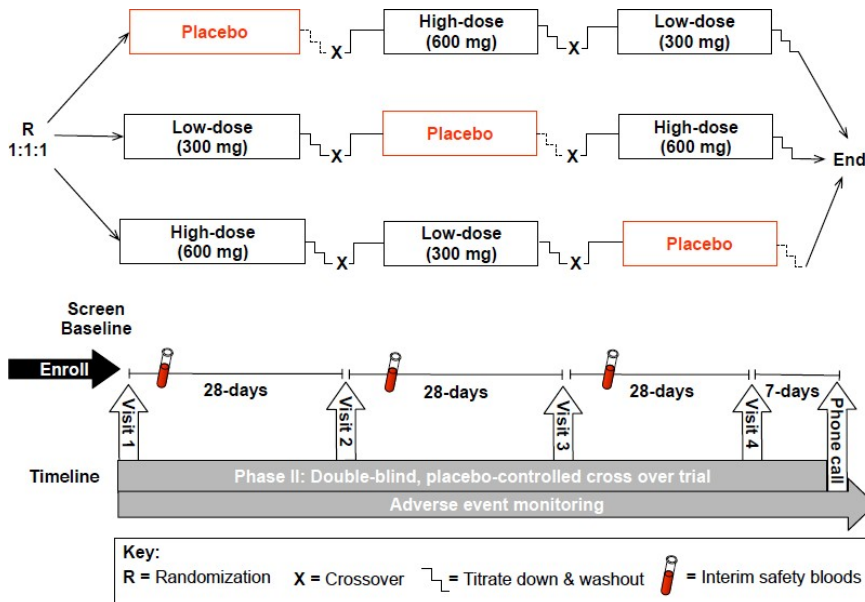 Placebo
High-dose
(600 mg)
Low-dose
(300 mg)
X
X
R
1:1:1
Low-dose
(300 mg)
Placebo
High-dose
(600 mg)
X
X
End
High-dose
(600 mg)
Low-dose
(300 mg)
Placebo
X
X
Screen
Baseline
Enroll
28-days
28-days
28-days
7-days
Visit 1
Visit 2
Visit 3
Visit 4
Phone call
Timeline
Phase II: Double-blind, placebo-controlled cross over trial
Adverse event monitoring
Key:
R = Randomization X = Crossover = Titrate down & washout = Interim safety bloods